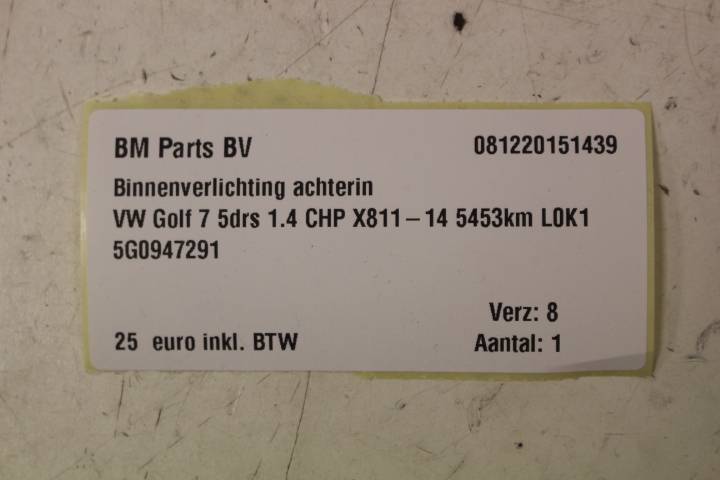 BM Parts BV 081220151439
Binnenverlichting achterin
VW Golf 7 5drs 1.4 CHP X811 – 14 5453km L0K1
5G0947291
Verz: 8
25 euro inkl. BTW Aantal: 1